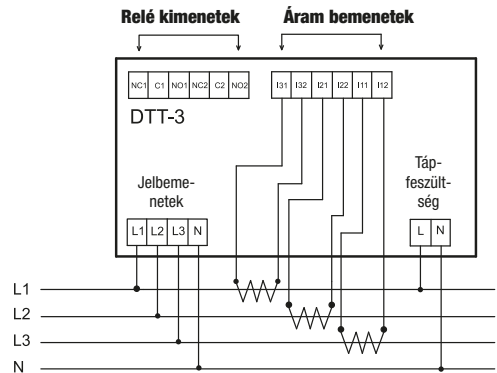 Relé kimenetek Áram bemenetek
NC1 C1 NO1 NC2 C2 NO2 I31 I32 I21 I22 I11 I12
DTT-3
Jelbeme-
netek
Táp-
feszült-
ség
L1 L2 L3 N L N
L1
L2
L3
N